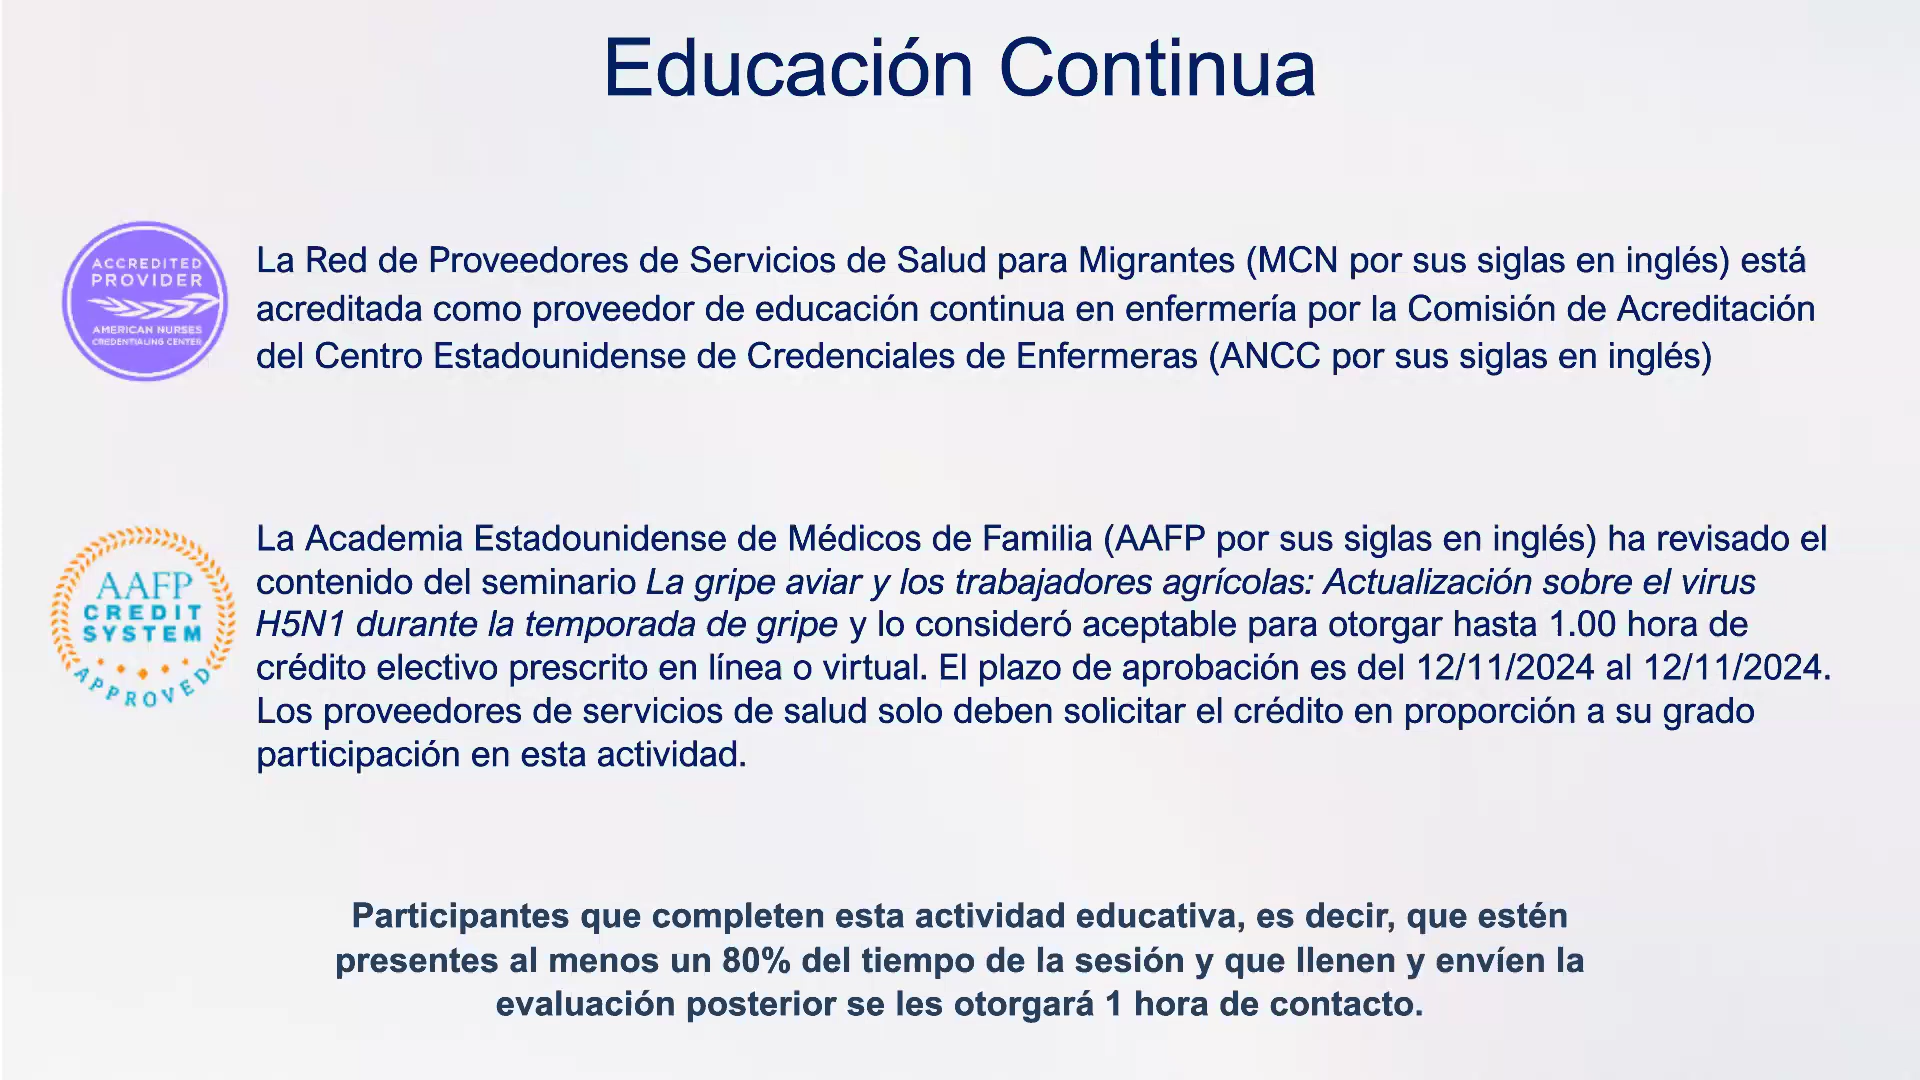 Educación Continua
ACCREDITED
PROVIDER
AMERICAN NURSES
CREDENTIALING CENTER
La Red de Proveedores de Servicios de Salud para Migrantes (MCN por sus siglas en inglés) está
acreditada como proveedor de educación continua en enfermería por la Comisión de Acreditación
del Centro Estadounidense de Credenciales de Enfermeras (ANCC por sus siglas en inglés)
AAFP
CREDIT
SYSTEM
APPROVED
La Academia Estadounidense de Médicos de Familia (AAFP por sus siglas en inglés) ha revisado el
contenido del seminario La gripe aviar y los trabajadores agrícolas: Actualización sobre el virus
H5N1 durante la temporada de gripe y lo consideró aceptable para otorgar hasta 1.00 hora de
crédito electivo prescrito en línea o virtual. El plazo de aprobación es del 12/11/2024 al 12/11/2024.
Los proveedores de servicios de salud solo deben solicitar el crédito en proporción a su grado
participación en esta actividad.
Participantes que completen esta actividad educativa, es decir, que estén
presentes al menos un 80% del tiempo de la sesión y que llenen y envíen la
evaluación posterior se les otorgará 1 hora de contacto.